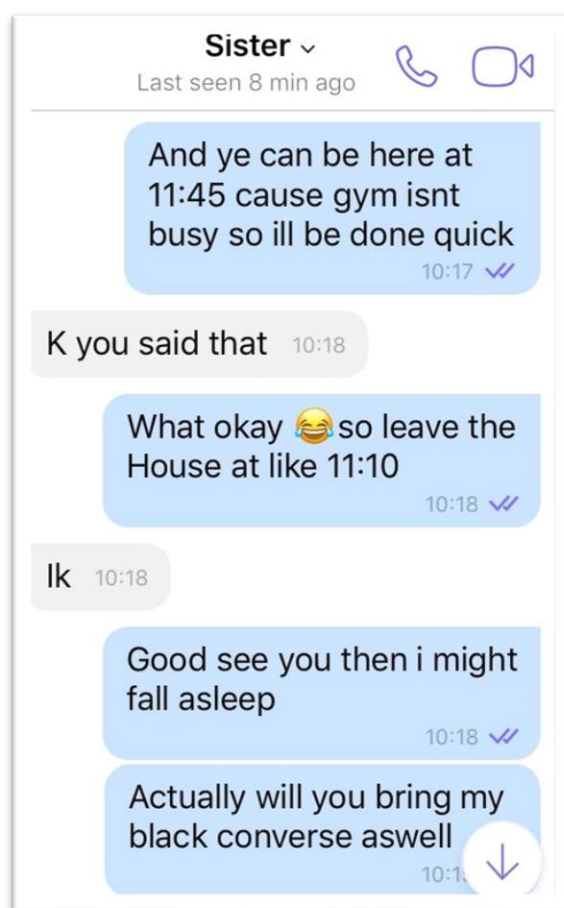 Sister
Last seen 8 min ago
And ye can be here at
11:45 cause gym isnt
busy so ill be done quick
10:17
K you said that 10:18
What okay 😂 so leave the
House at like 11:10
10:18
Ik 10:18
Good see you then i might
fall asleep
10:18
Actually will you bring my
black converse aswell